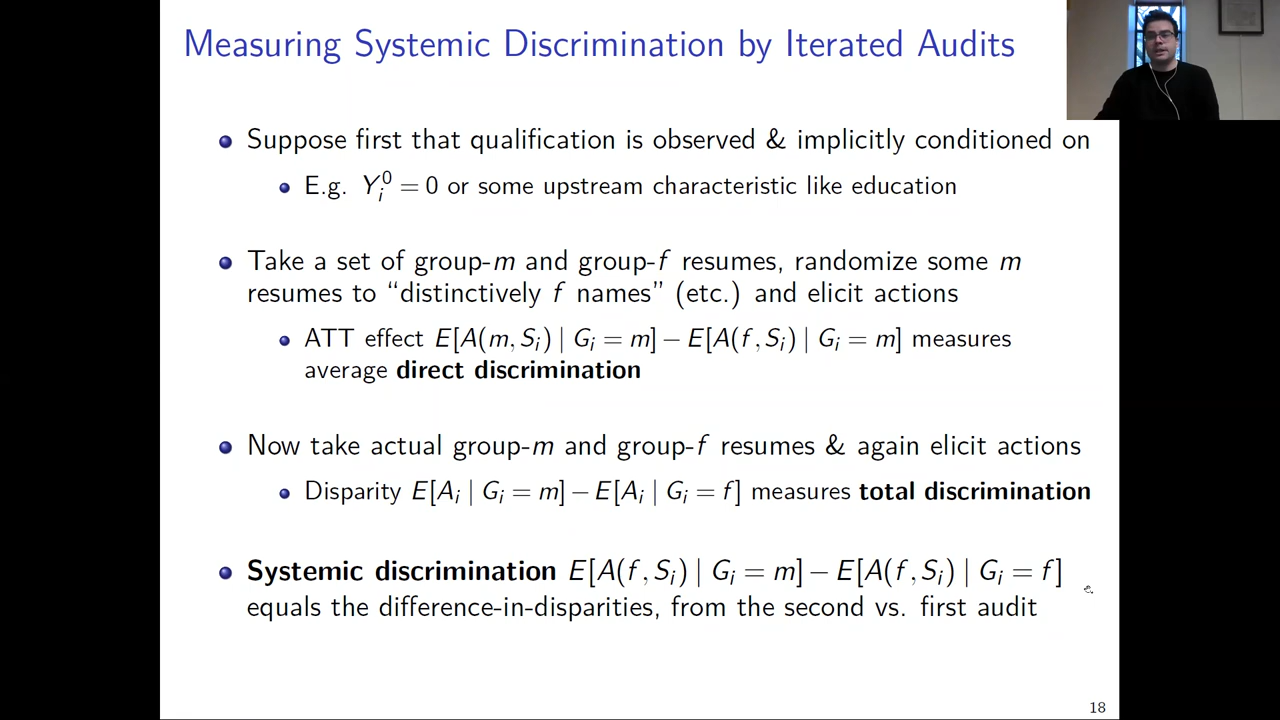 Measuring Systemic Discrimination by Iterated Audits
Suppose first that qualification is observed & implicitly conditioned on
E.g. Y_i^0 = 0 or some upstream characteristic like education
Take a set of group-m and group-f resumes, randomize some m
resumes to “distinctively f names” (etc.) and elicit actions
ATT effect E[A(m, S_i) | G_i = m] − E[A(f, S_i) | G_i = m] measures
average direct discrimination
Now take actual group-m and group-f resumes & again elicit actions
Disparity E[A_i | G_i = m] − E[A_i | G_i = f] measures total discrimination
Systemic discrimination E[A(f, S_i) | G_i = m] − E[A(f, S_i) | G_i = f]
equals the difference-in-disparities, from the second vs. first audit
18